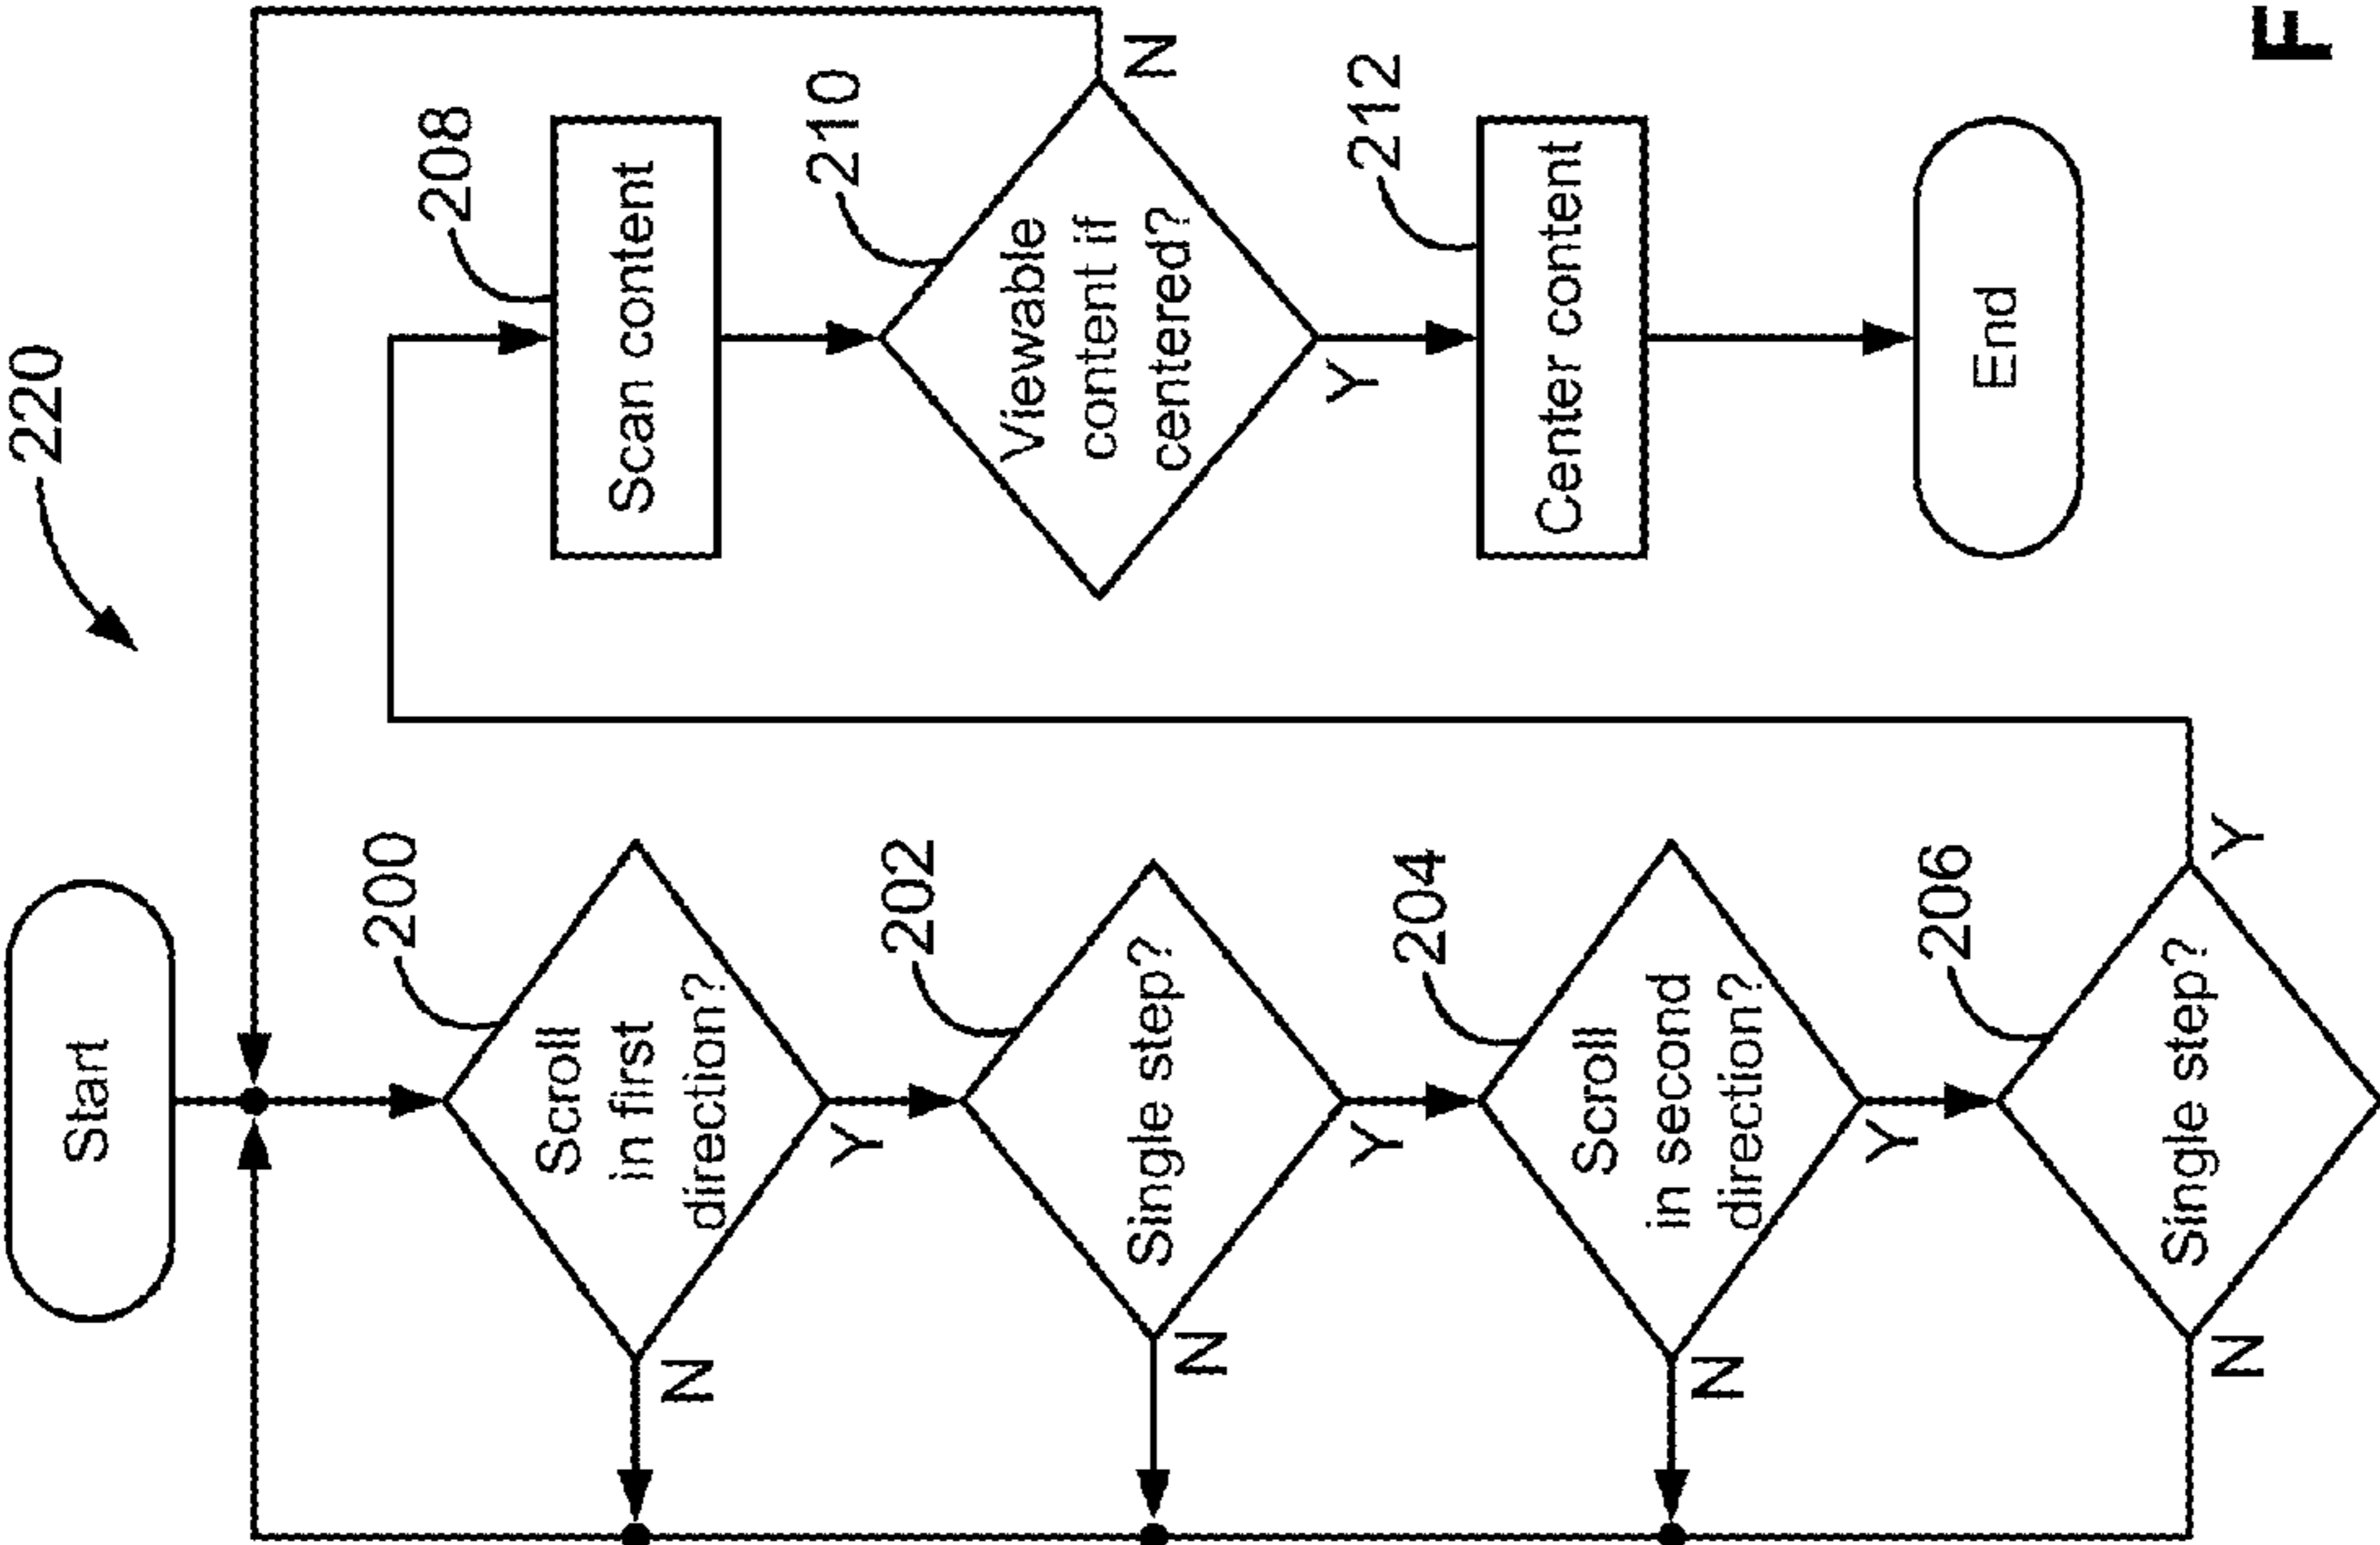 220
Start
200
Scroll
in first
direction?
N
Y
202
Single step?
N
Y
204
Scroll
in second
direction?
N
Y
206
Single step?
N
Y
208
Scan content
210
Viewable
content if
centered?
N
Y
212
Center content
End
F